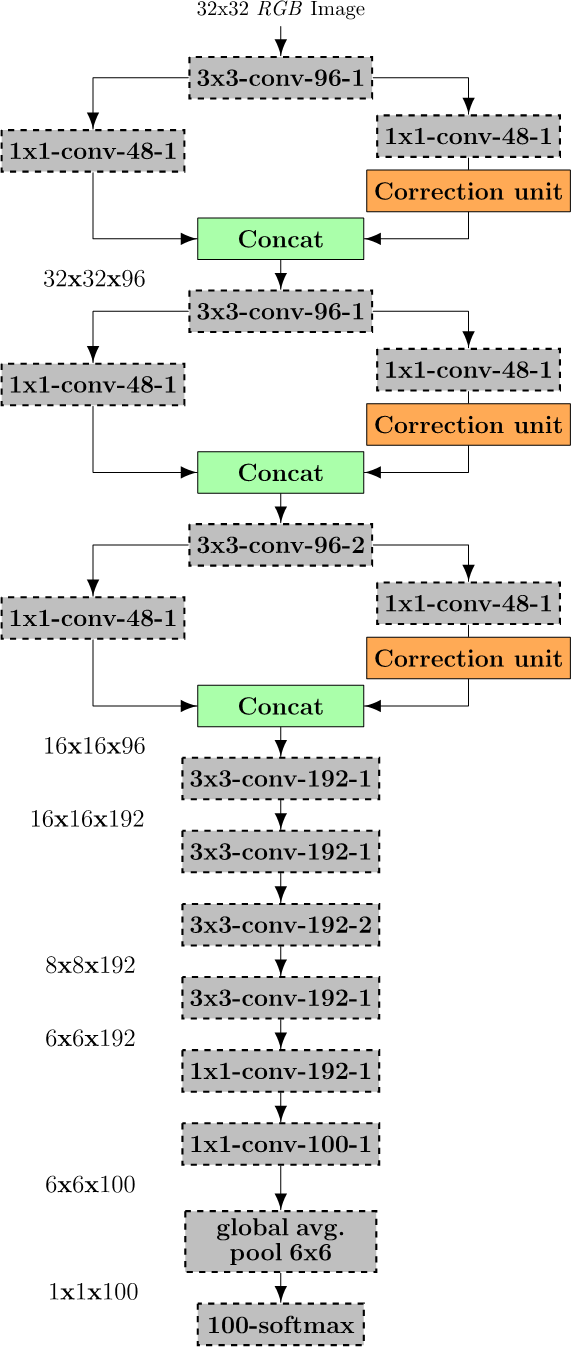 32x32 RGB Image
3x3-conv-96-1
1x1-conv-48-1
1x1-conv-48-1
Correction unit
Concat
32x32x96
3x3-conv-96-1
1x1-conv-48-1
1x1-conv-48-1
Correction unit
Concat
3x3-conv-96-2
1x1-conv-48-1
1x1-conv-48-1
Correction unit
Concat
16x16x96
3x3-conv-192-1
16x16x192
3x3-conv-192-1
3x3-conv-192-2
8x8x192
3x3-conv-192-1
6x6x192
1x1-conv-192-1
1x1-conv-100-1
6x6x100
global avg.
pool 6x6
1x1x100
100-softmax